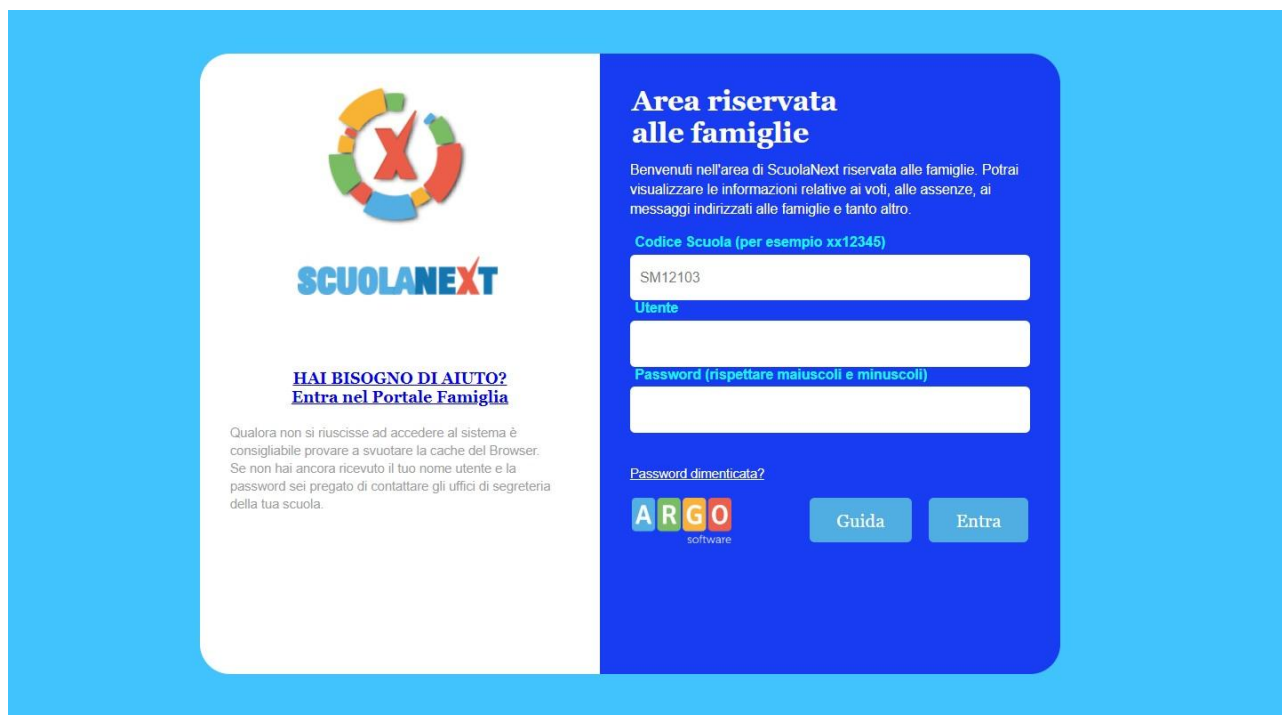 SCUOLANEXT
HAI BISOGNO DI AIUTO?
Entra nel Portale Famiglia
Qualora non si riuscisse ad accedere al sistema è
consigliabile provare a svuotare la cache del Browser.
Se non hai ancora ricevuto il tuo nome utente e la
password sei pregato di contattare gli uffici di segreteria
della tua scuola.
Area riservata
alle famiglie
Benvenuti nell'area di ScuolaNext riservata alle famiglie. Potrai
visualizzare le informazioni relative ai voti, alle assenze, ai
messaggi indirizzati alle famiglie e tanto altro.
Codice Scuola (per esempio xx12345)
SM12103
Utente
Password (rispettare maiuscoli e minuscoli)
Password dimenticata?
ARGO
software
Guida
Entra